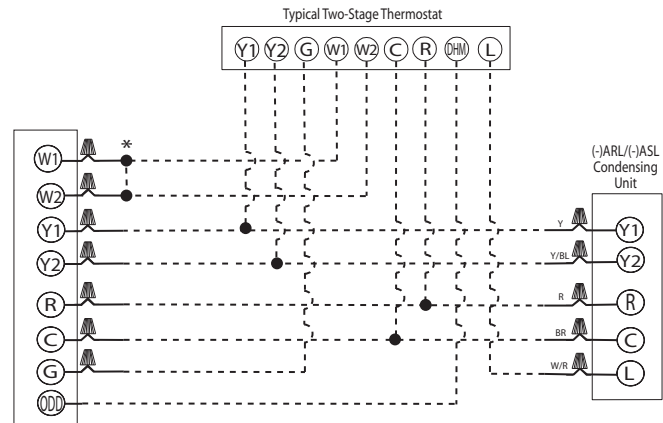 Typical Two-Stage Thermostat
Y1 Y2 G W1 W2 C R DHM L
(-)ARL/(-)ASL
Condensing
Unit
*
W1
W2
Y1
Y2
R
C
G
ODD
Y Y1
Y/BL Y2
R R
BR C
W/R L